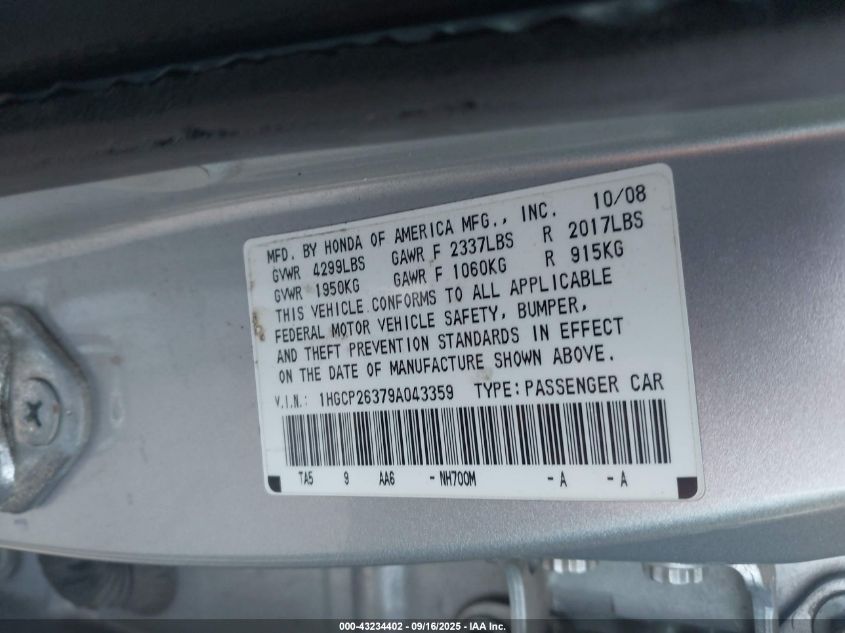 10/08
MFD. BY HONDA OF AMERICA MFG., INC.
GVWR 4299LBS GAWR F 2337LBS R 2017LBS
GVWR 1950KG GAWR F 1060KG R 915KG
THIS VEHICLE CONFORMS TO ALL APPLICABLE
FEDERAL MOTOR VEHICLE SAFETY, BUMPER,
AND THEFT PREVENTION STANDARDS IN EFFECT
ON THE DATE OF MANUFACTURE SHOWN ABOVE.
V.I.N.: 1HGCP26379A043359 TYPE:PASSENGER CAR
TA5 9 AA6 -NH700M -A -A
000-43234402 - 09/16/2025 - IAA Inc.